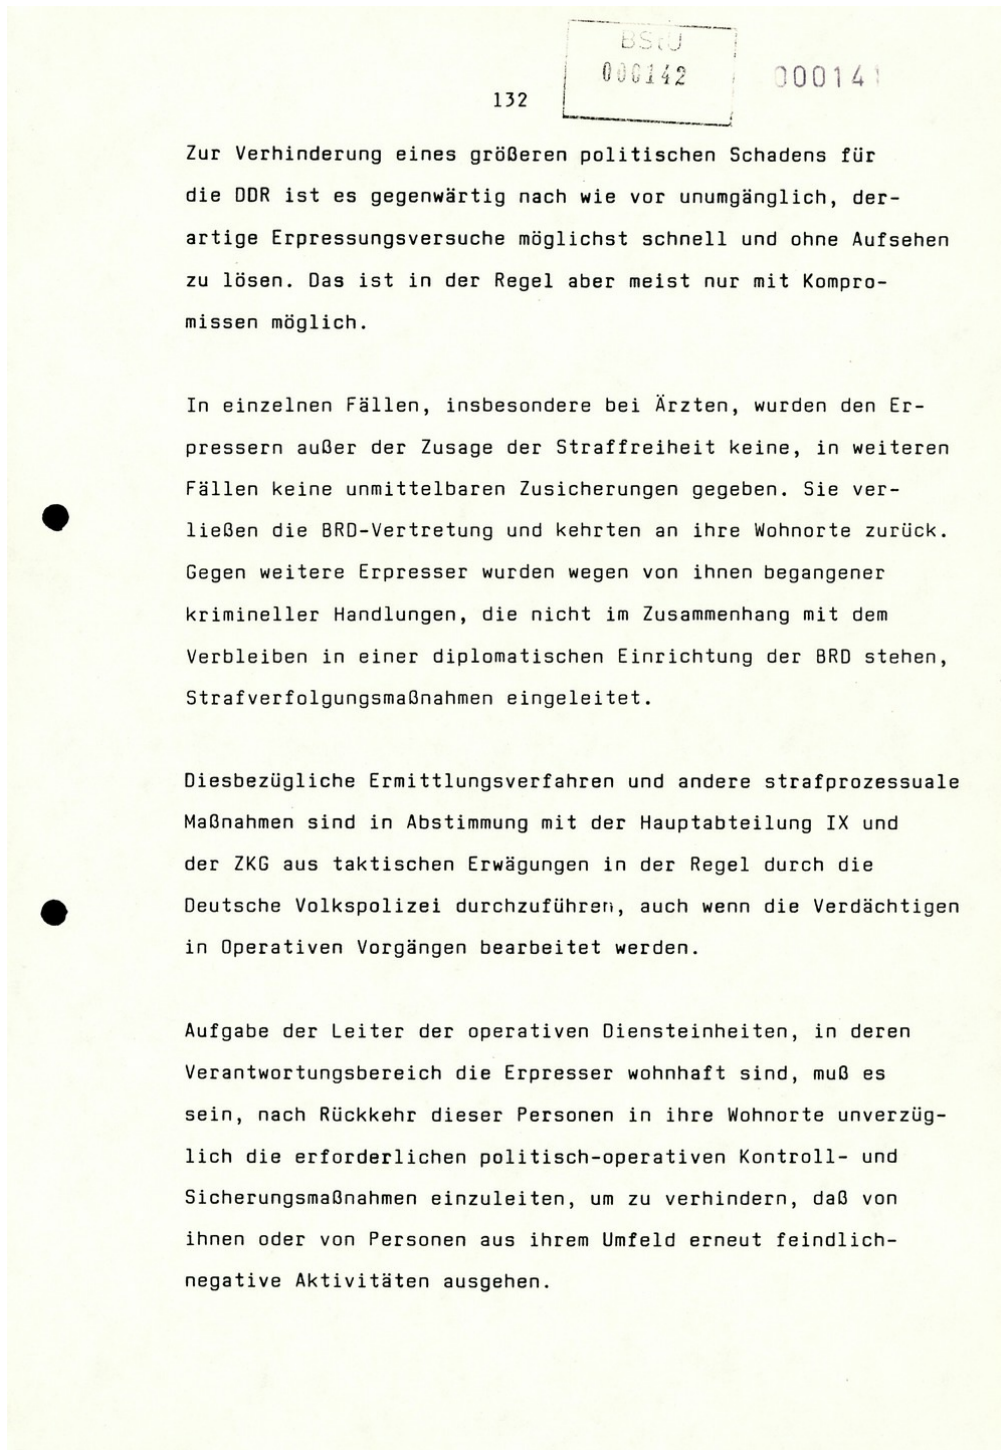 BStU
000142
00014
132
Zur Verhinderung eines größeren politischen Schadens für
die DDR ist es gegenwärtig nach wie vor unumgänglich, der-
artige Erpressungsversuche möglichst schnell und ohne Aufsehen
zu lösen. Das ist in der Regel aber meist nur mit Kompro-
missen möglich.
In einzelnen Fällen, insbesondere bei Ärzten, wurden den Er-
pressern außer der Zusage der Straffreiheit keine, in weiteren
Fällen keine unmittelbaren Zusicherungen gegeben. Sie ver-
ließen die BRD-Vertretung und kehrten an ihre Wohnorte zurück.
Gegen weitere Erpresser wurden wegen von ihnen begangener
krimineller Handlungen, die nicht im Zusammenhang mit dem
Verbleiben in einer diplomatischen Einrichtung der BRD stehen,
Strafverfolgungsmaßnahmen eingeleitet.
Diesbezügliche Ermittlungsverfahren und andere strafprozessuale
Maßnahmen sind in Abstimmung mit der Hauptabteilung IX und
der ZKG aus taktischen Erwägungen in der Regel durch die
Deutsche Volkspolizei durchzuführen, auch wenn die Verdächtigen
in Operativen Vorgängen bearbeitet werden.
Aufgabe der Leiter der operativen Diensteinheiten, in deren
Verantwortungsbereich die Erpresser wohnhaft sind, muß es
sein, nach Rückkehr dieser Personen in ihre Wohnorte unverzüg-
lich die erforderlichen politisch-operativen Kontroll- und
Sicherungsmaßnahmen einzuleiten, um zu verhindern, daß von
ihnen oder von Personen aus ihrem Umfeld erneut feindlich-
negative Aktivitäten ausgehen.